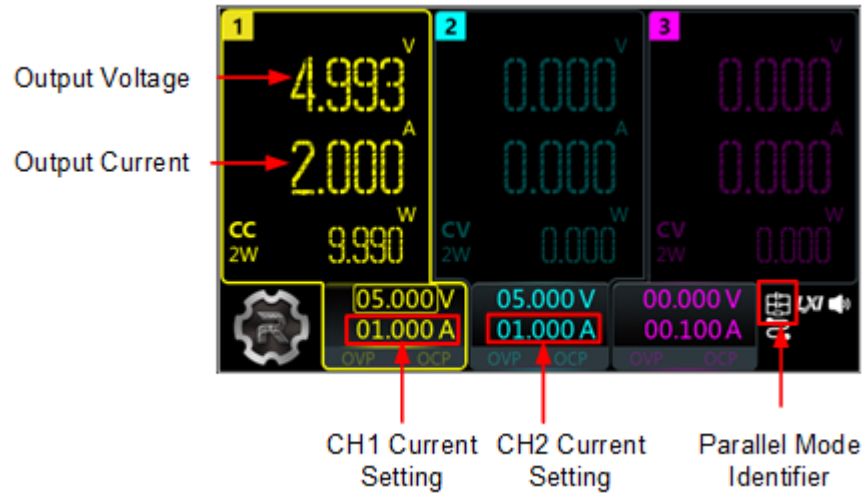 1
2
3
Output Voltage
4.993 V
0.000 V
0.000 V
Output Current
2.000 A
0.000 A
0.000 A
CC
2W
9.990 W
CV
2W
0.000 W
CV
2W
0.000 W
05.000 V
05.000 V
00.000 V
LXI
01.000 A
01.000 A
00.100 A
OVP OCP
OVP OCP
OVP OCP
CH1 Current
Setting
CH2 Current
Setting
Parallel Mode
Identifier